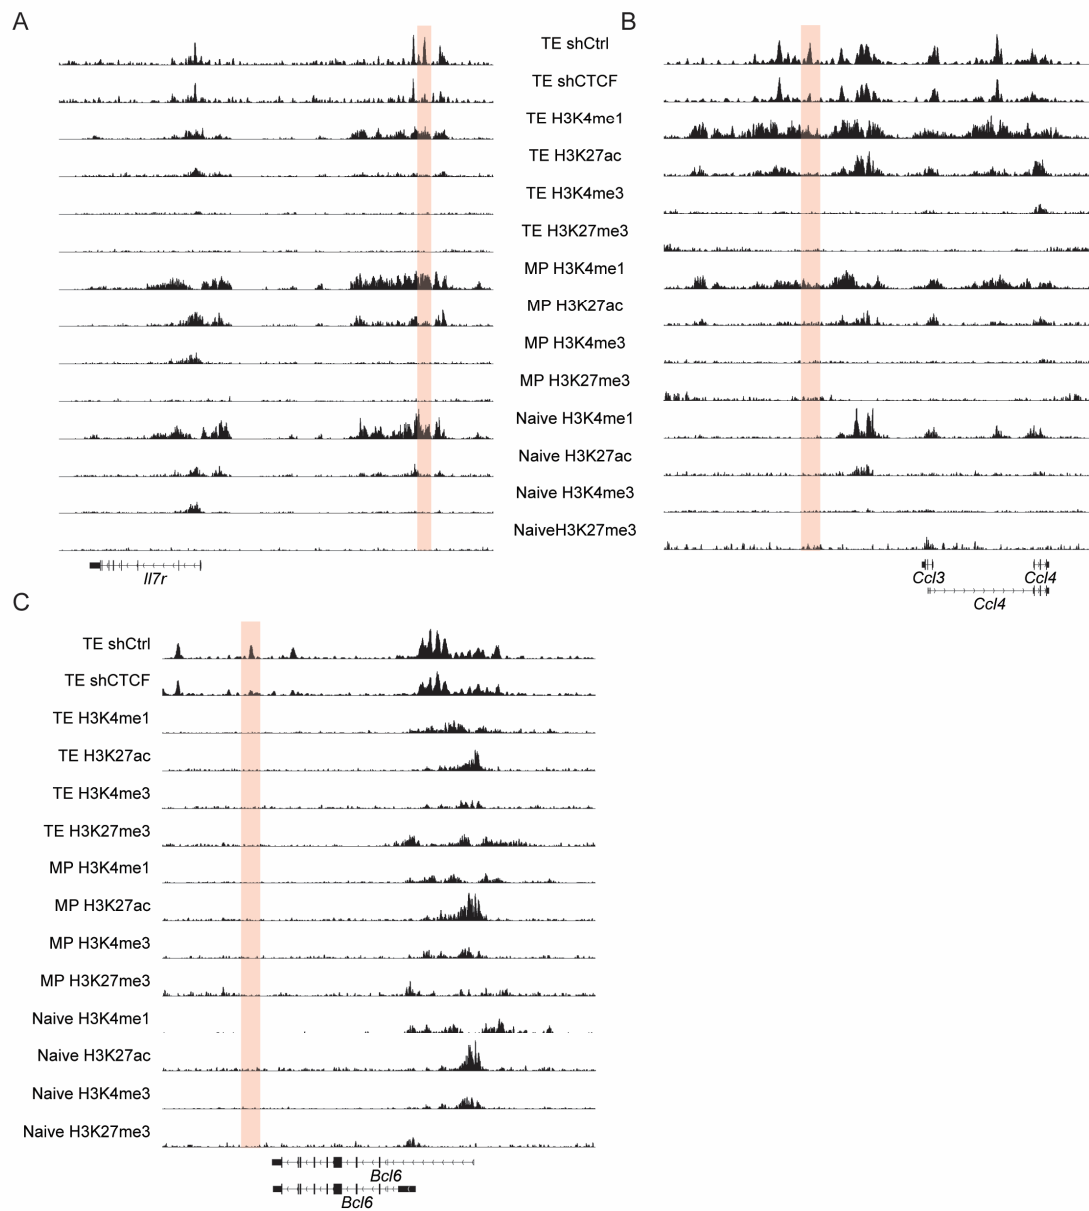 A
B
TE shCtrl
TE shCTCF
TE H3K4me1
TE H3K27ac
TE H3K4me3
TE H3K27me3
MP H3K4me1
MP H3K27ac
MP H3K4me3
MP H3K27me3
Naive H3K4me1
Naive H3K27ac
Naive H3K4me3
NaiveH3K27me3
Il7r
Ccl3 Ccl4
Ccl4
C
TE shCtrl
TE shCTCF
TE H3K4me1
TE H3K27ac
TE H3K4me3
TE H3K27me3
MP H3K4me1
MP H3K27ac
MP H3K4me3
MP H3K27me3
Naive H3K4me1
Naive H3K27ac
Naive H3K4me3
Naive H3K27me3
Bcl6
Bcl6